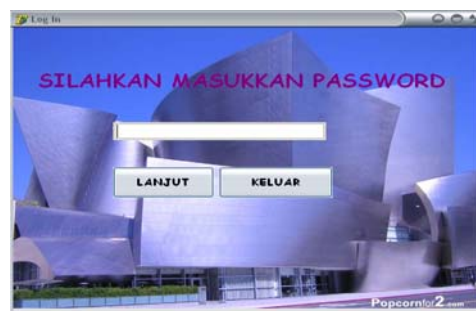 Log In
SILAHKAN MASUKKAN PASSWORD
LANJUT KELUAR
Popcornfor2.com